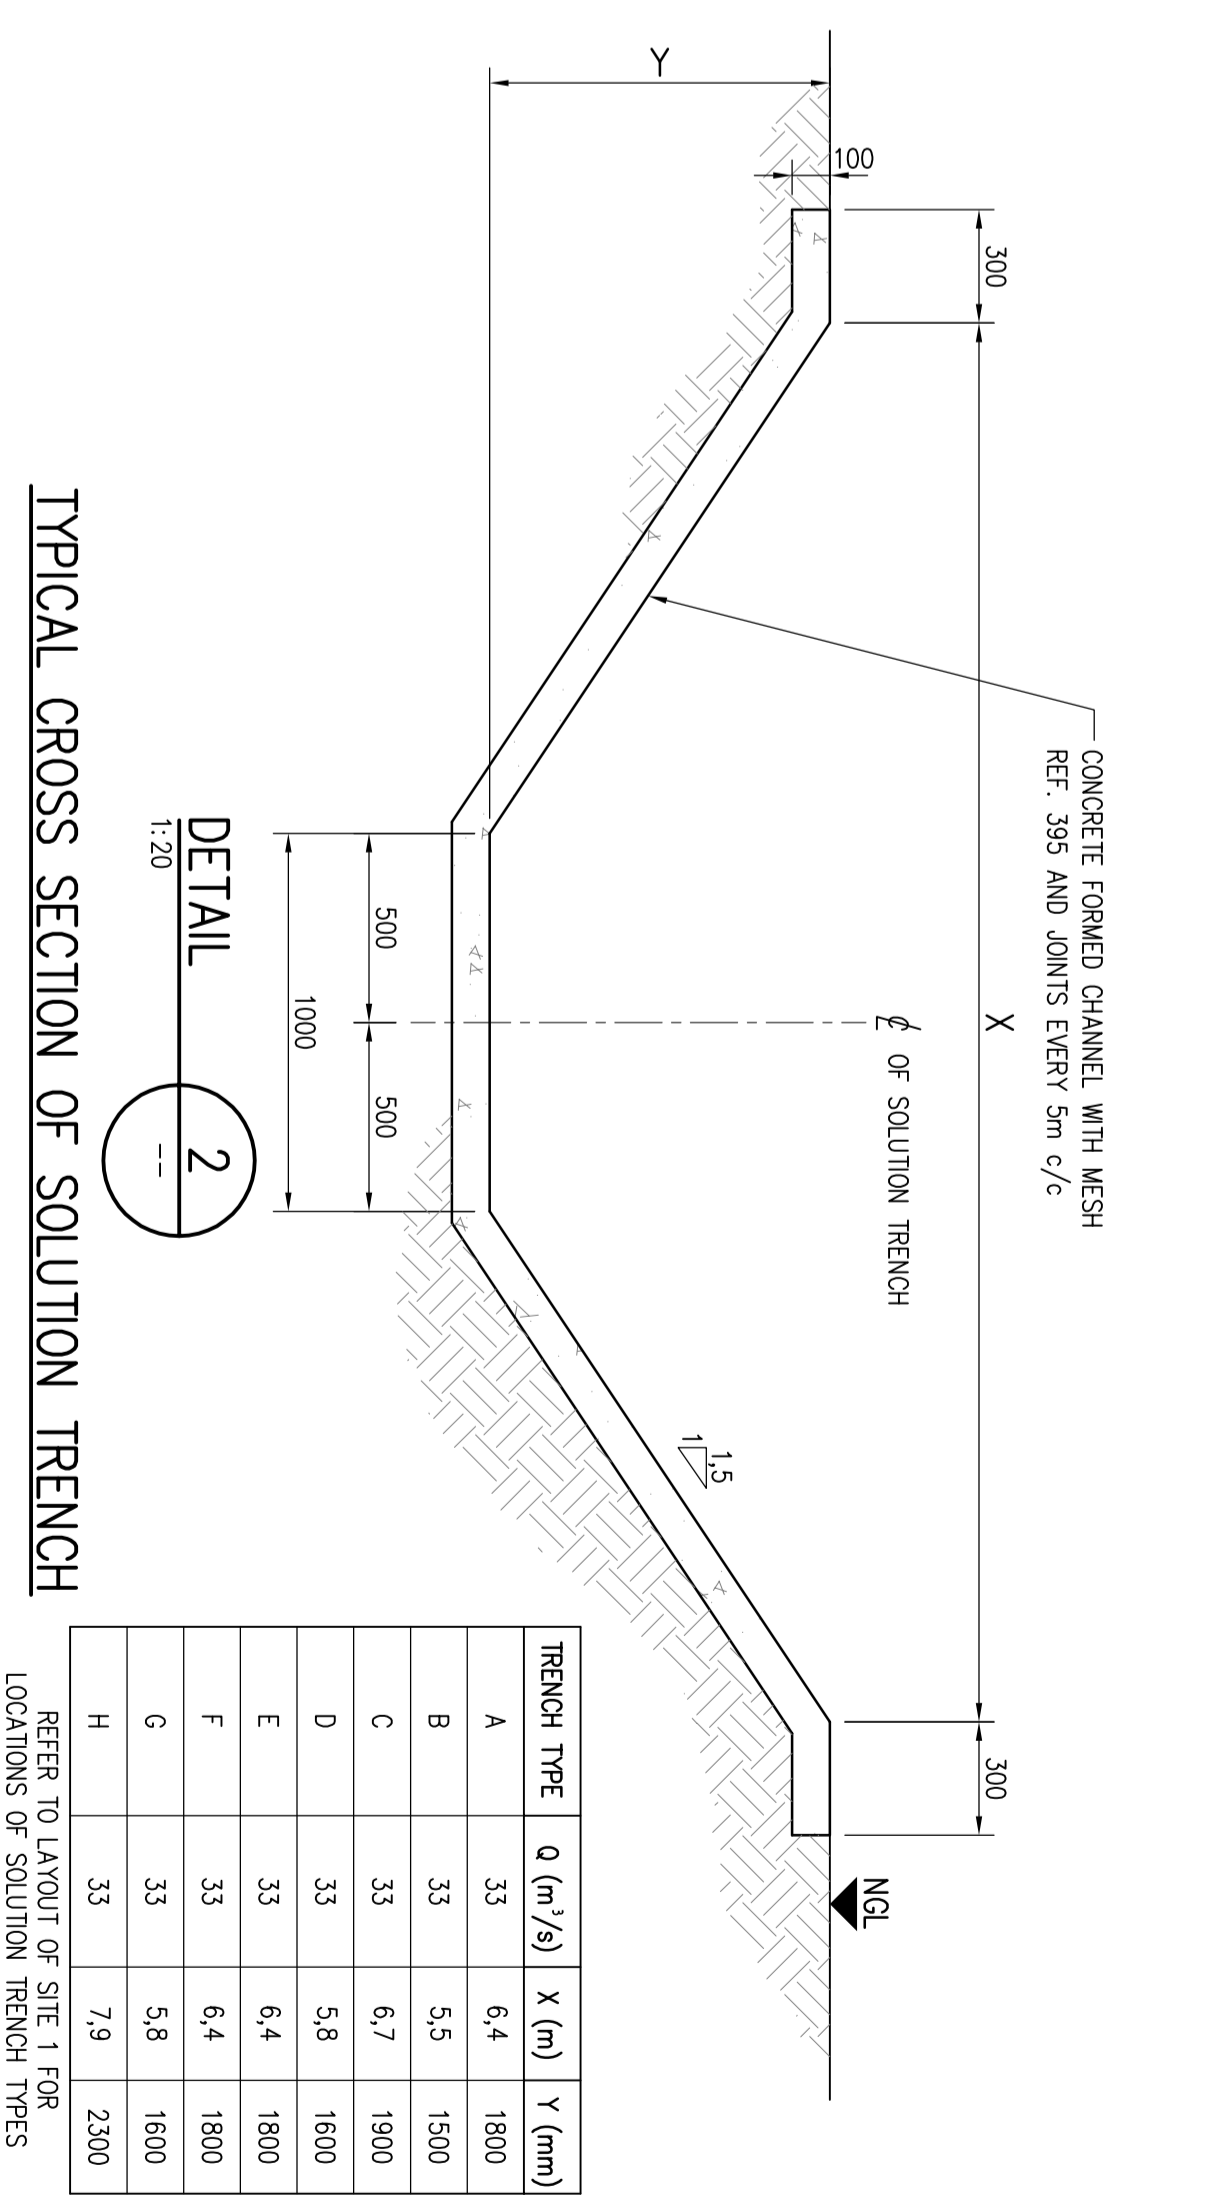 CONCRETE FORMED CHANNEL WITH MESH
REF. 395 AND JOINTS EVERY 5m c/c
300
X
300
℄ OF SOLUTION TRENCH
NGL
100
Y
1,5
1
500
500
1000
DETAIL
1:20
2
--
TYPICAL CROSS SECTION OF SOLUTION TRENCH
TRENCH TYPE Q (m³/s) X (m) Y (mm)
A 33 6,4 1800
B 33 5,5 1500
C 33 6,7 1900
D 33 5,8 1600
E 33 6,4 1800
F 33 6,4 1800
G 33 5,8 1600
H 33 7,9 2300
REFER TO LAYOUT OF SITE 1 FOR
LOCATIONS OF SOLUTION TRENCH TYPES